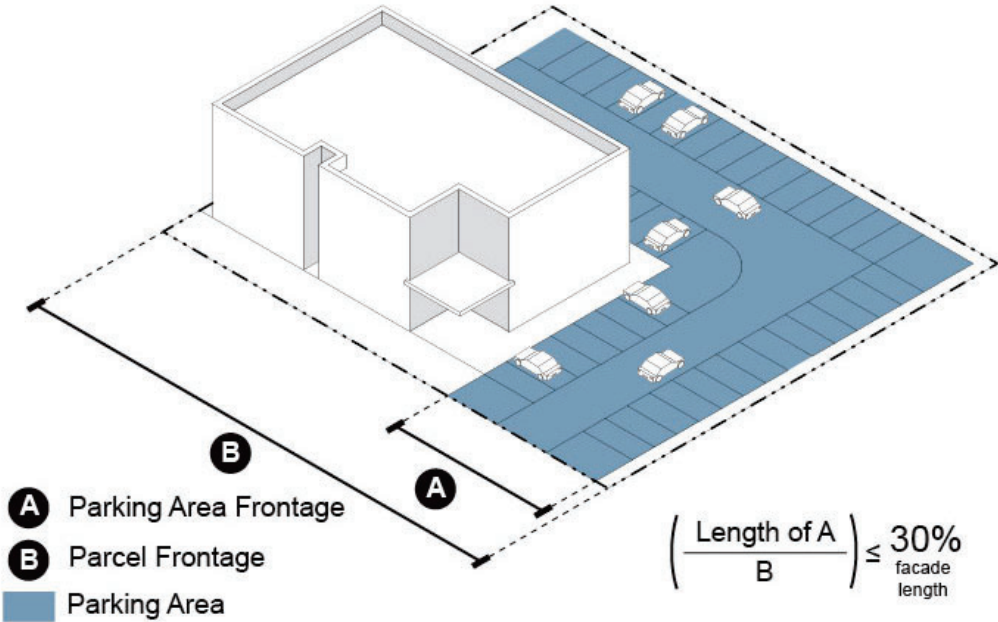 B
A
A Parking Area Frontage
B Parcel Frontage
Parking Area
( Length of A / B ) ≤ 30%
facade
length